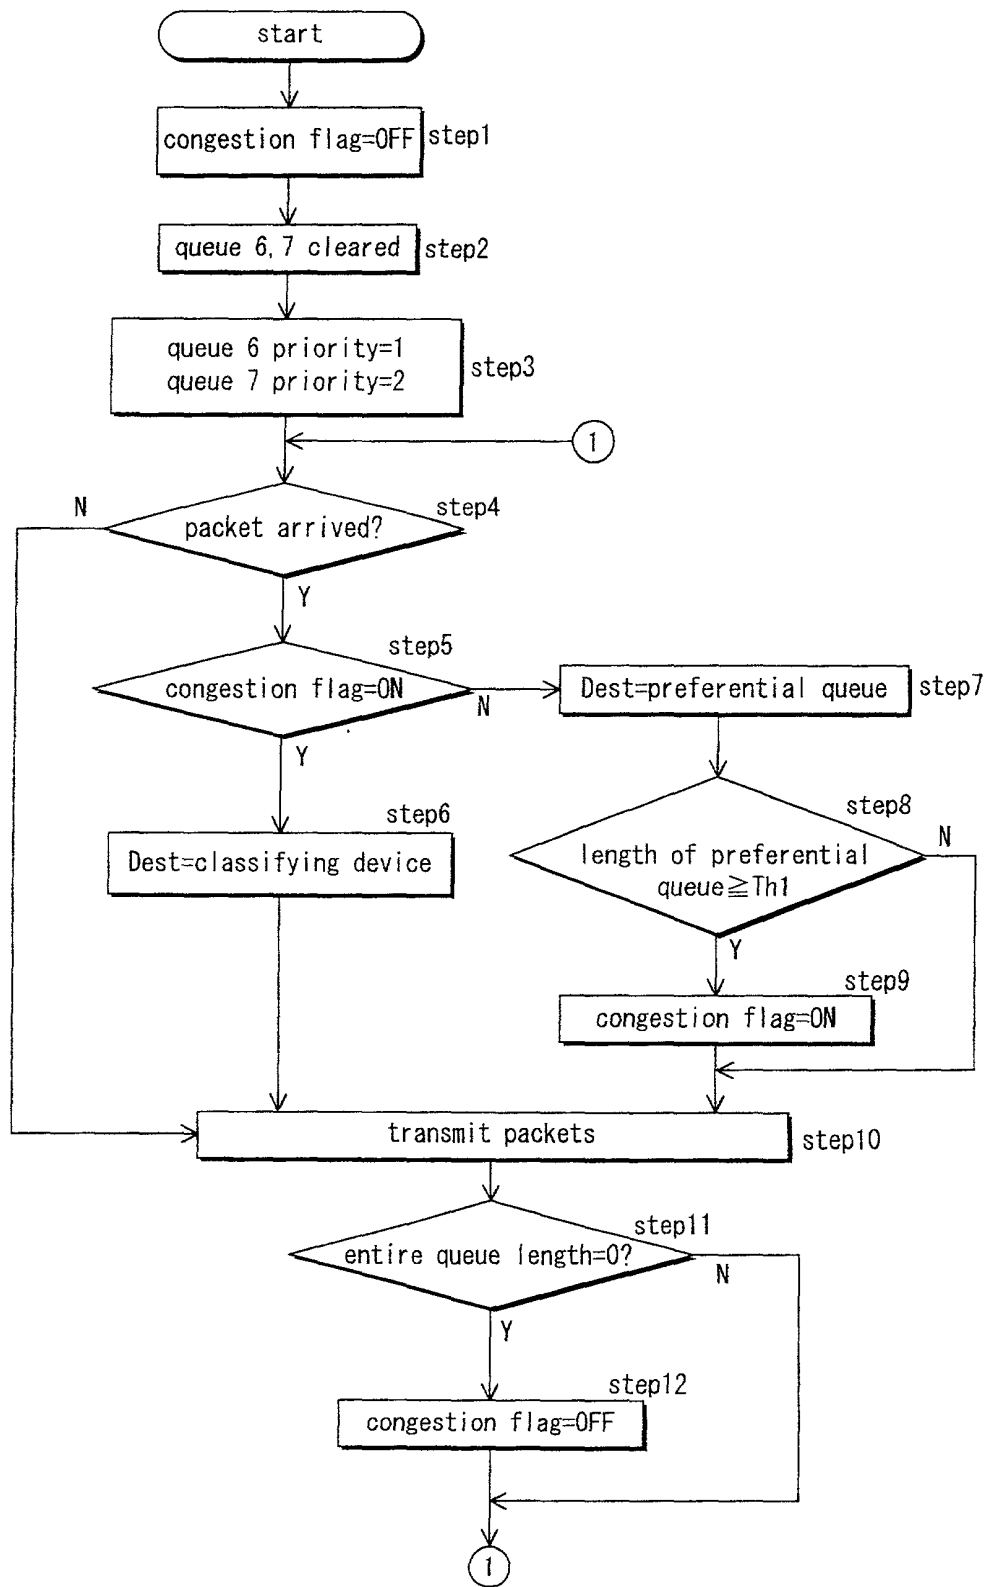 start
congestion flag=OFF
step1
queue 6,7 cleared
step2
queue 6 priority=1
queue 7 priority=2
step3
1
N
packet arrived?
step4
Y
step5
congestion flag=ON
N
Dest=preferential queue
step7
Y
step6
Dest=classifying device
step8
N
length of preferential
queue≧Th1
Y
step9
congestion flag=ON
transmit packets
step10
step11
entire queue length=0?
N
Y
step12
congestion flag=OFF
1